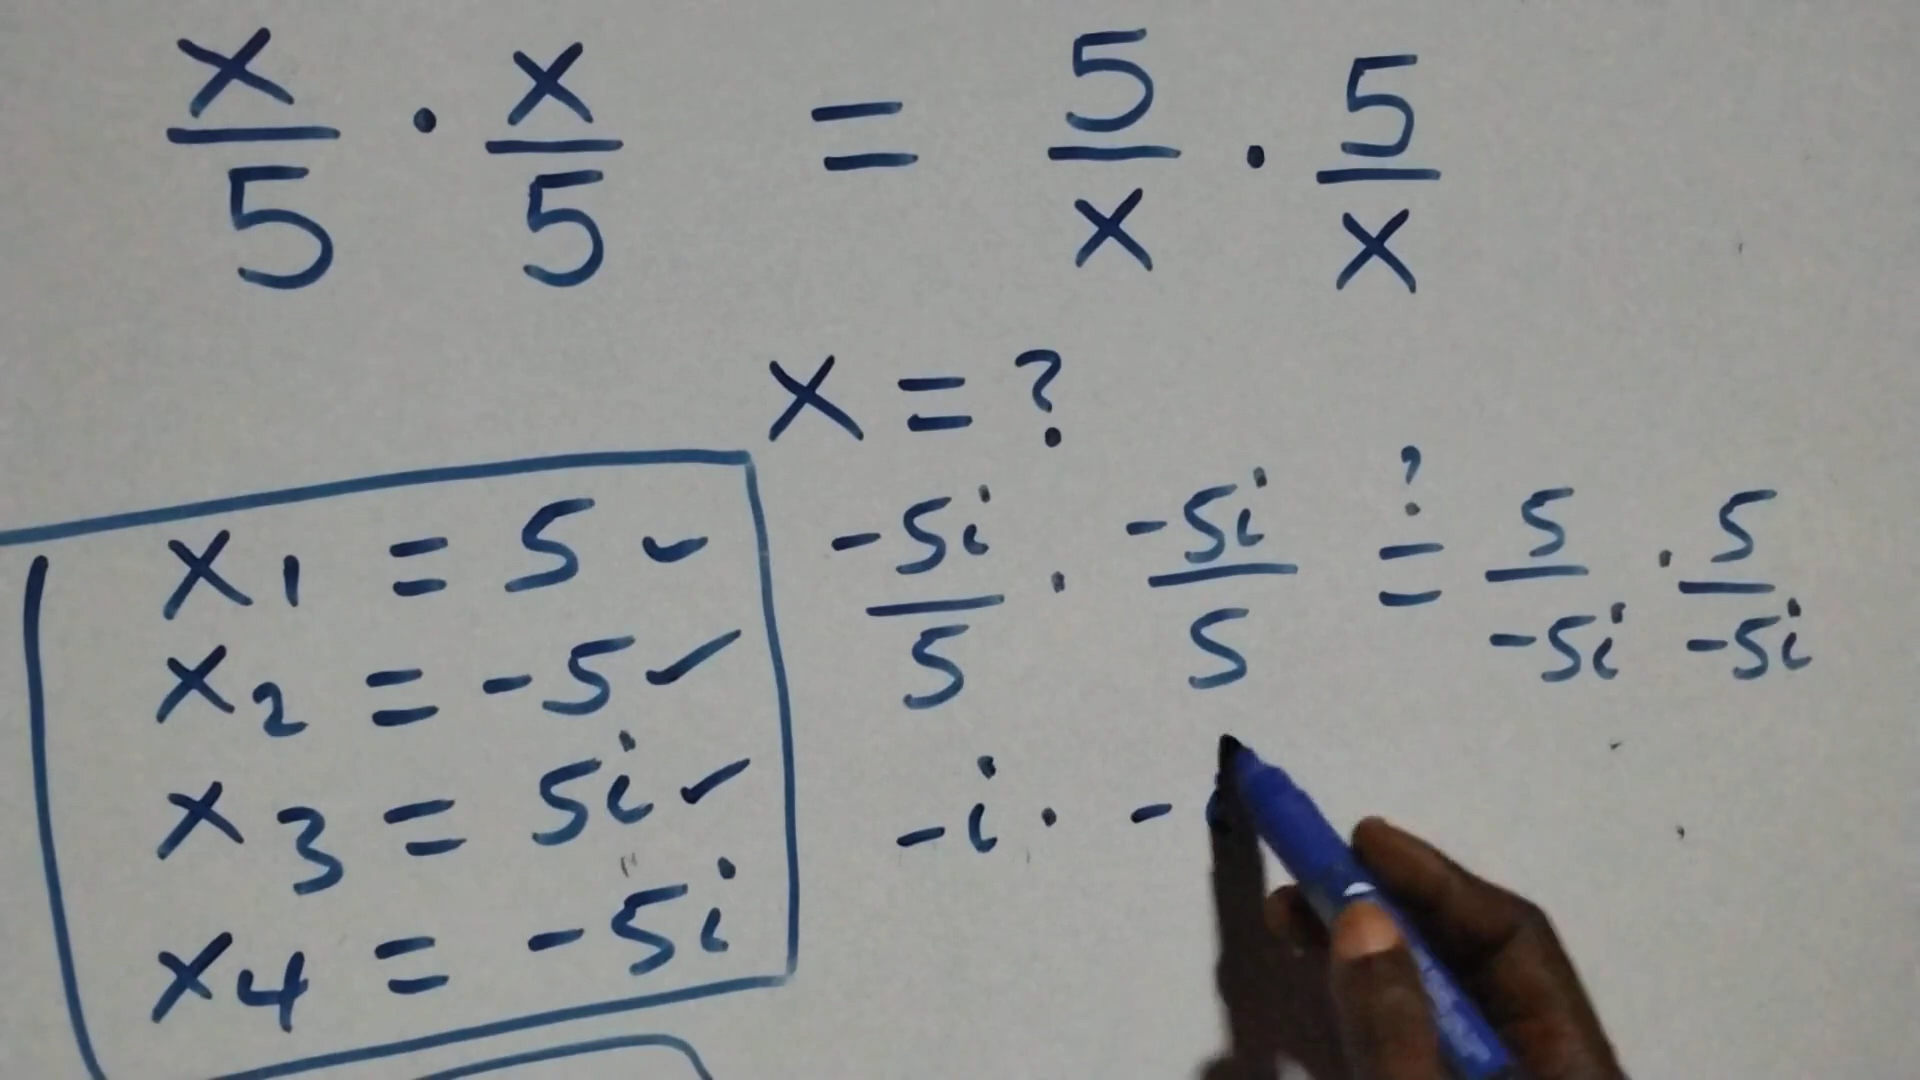 x/5 · x/5 = 5/x · 5/x
x = ?
x1 = 5 ✓
x2 = -5 ✓
x3 = 5i ✓
x4 = -5i
-5i/5 · -5i/5 ?= 5/-5i · 5/-5i
-i · -